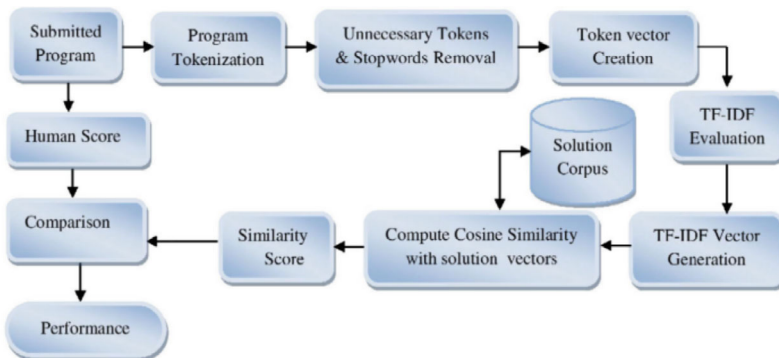 Submitted
Program
Program
Tokenization
Unnecessary Tokens
& Stopwords Removal
Token vector
Creation
TF-IDF
Evaluation
Human Score
Solution
Corpus
Comparison
Similarity
Score
Compute Cosine Similarity
with solution vectors
TF-IDF Vector
Generation
Performance